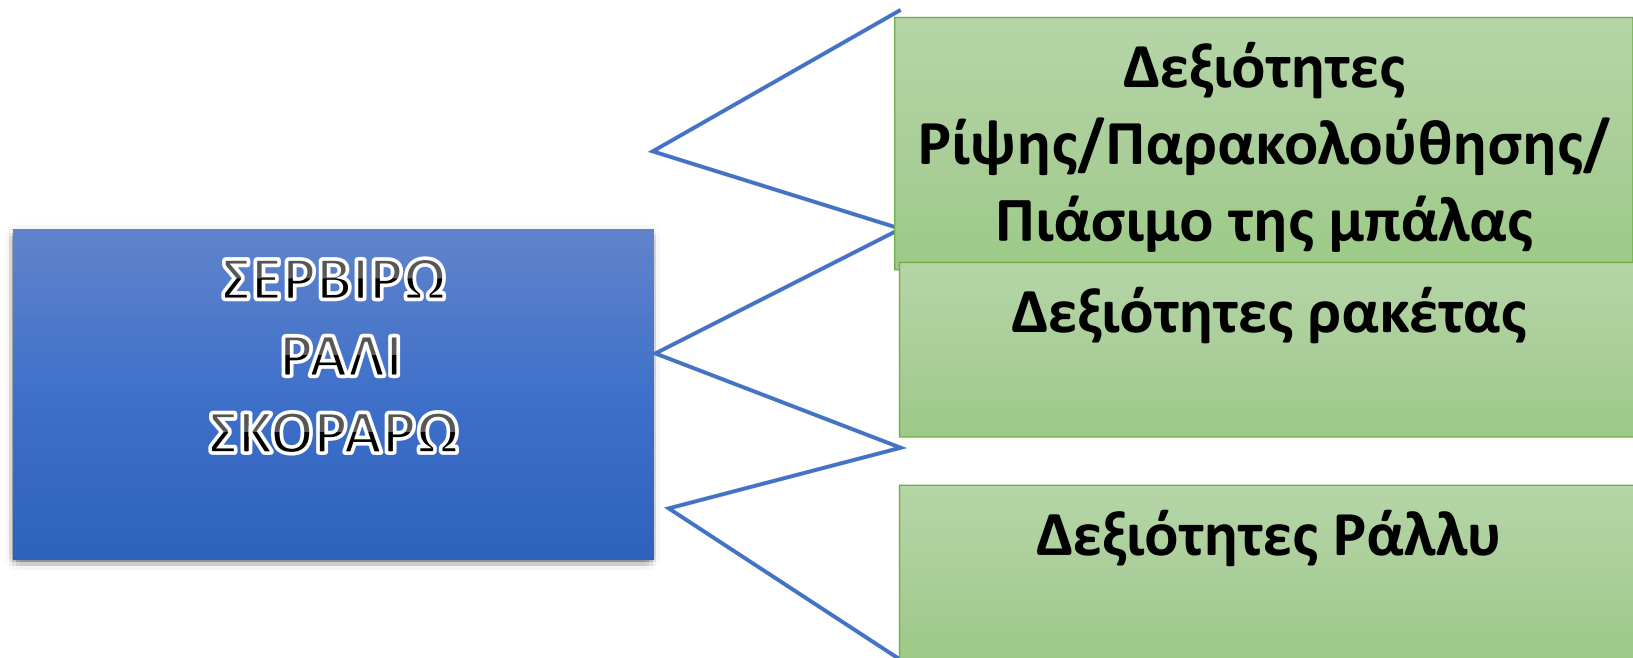 ΣΕΡΒΙΡΩ
ΡΑΛΙ
ΣΚΟΡΑΡΩ
Δεξιότητες
Ρίψης/Παρακολούθησης/
Πιάσιμο της μπάλας
Δεξιότητες ρακέτας
Δεξιότητες Ράλλυ